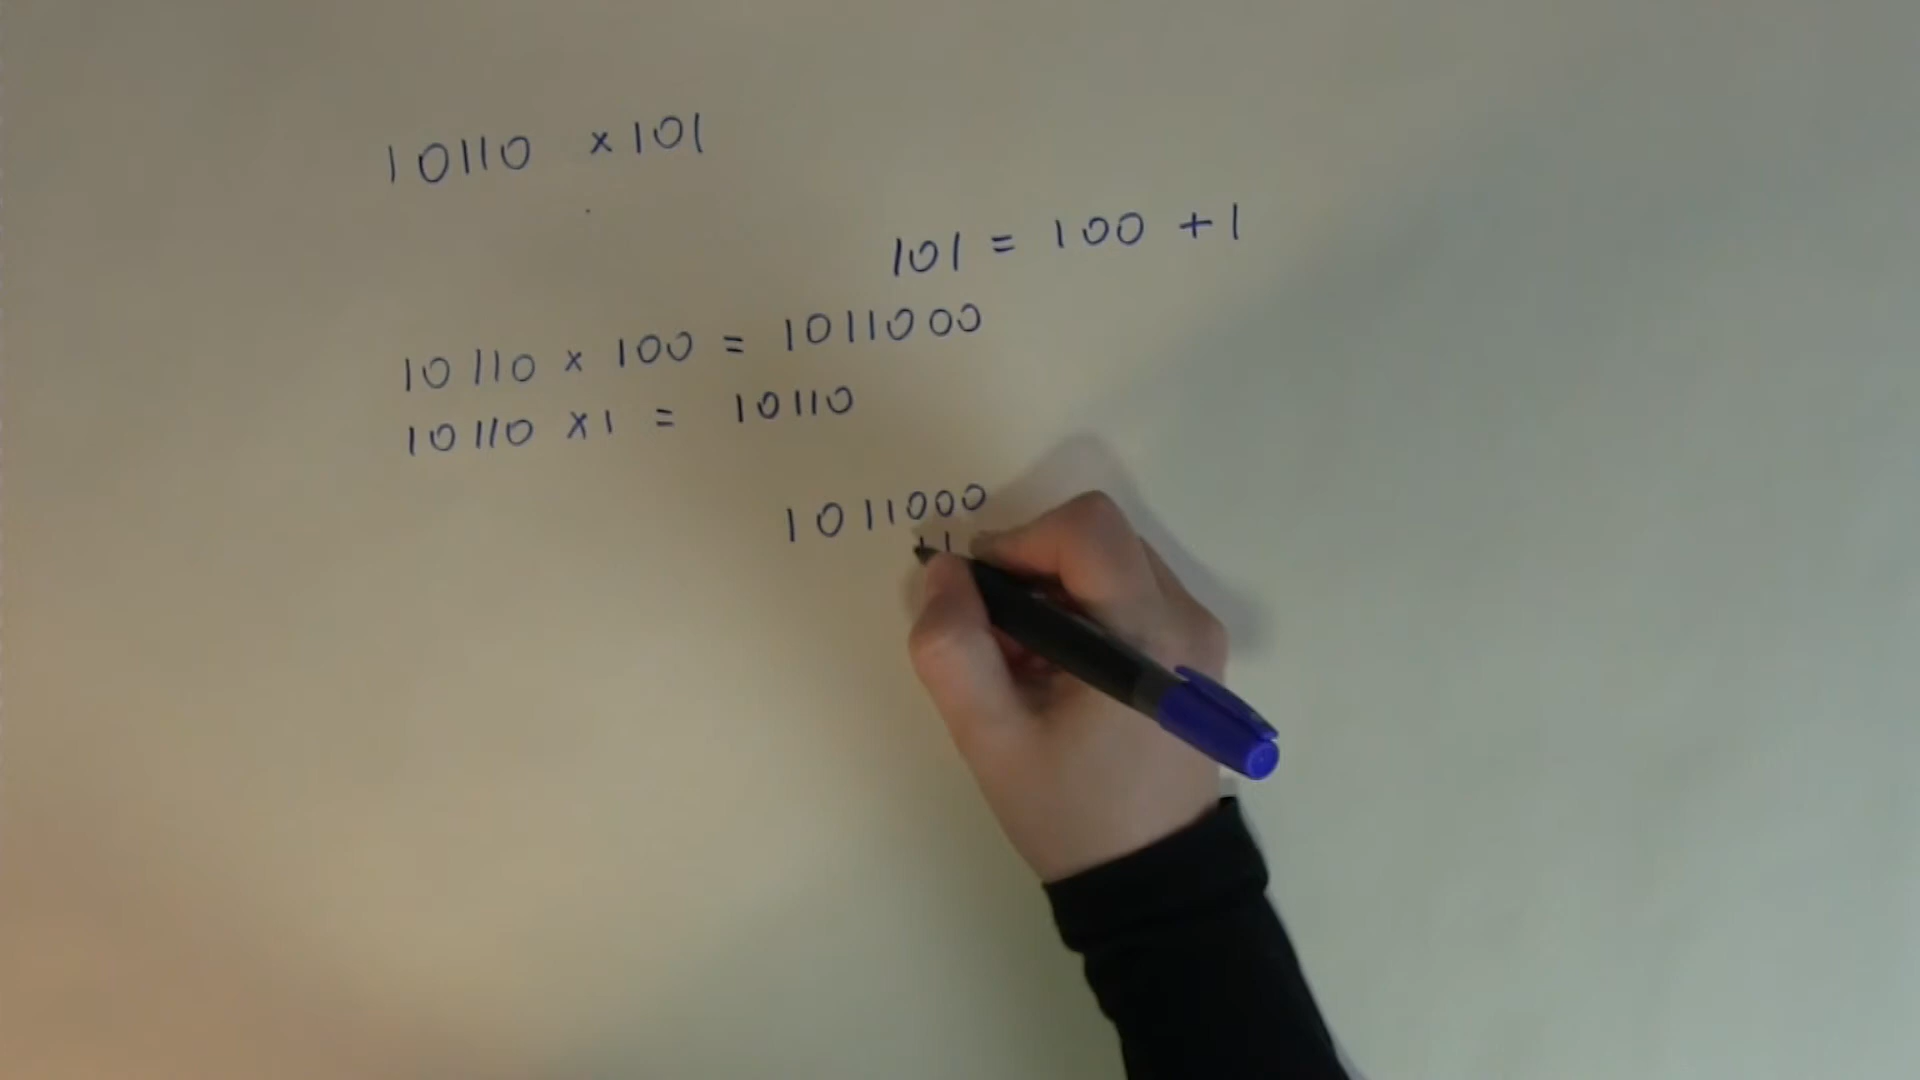 10110 × 101
101 = 100 + 1
10110 × 100 = 1011000
10110 × 1 = 10110
1011000